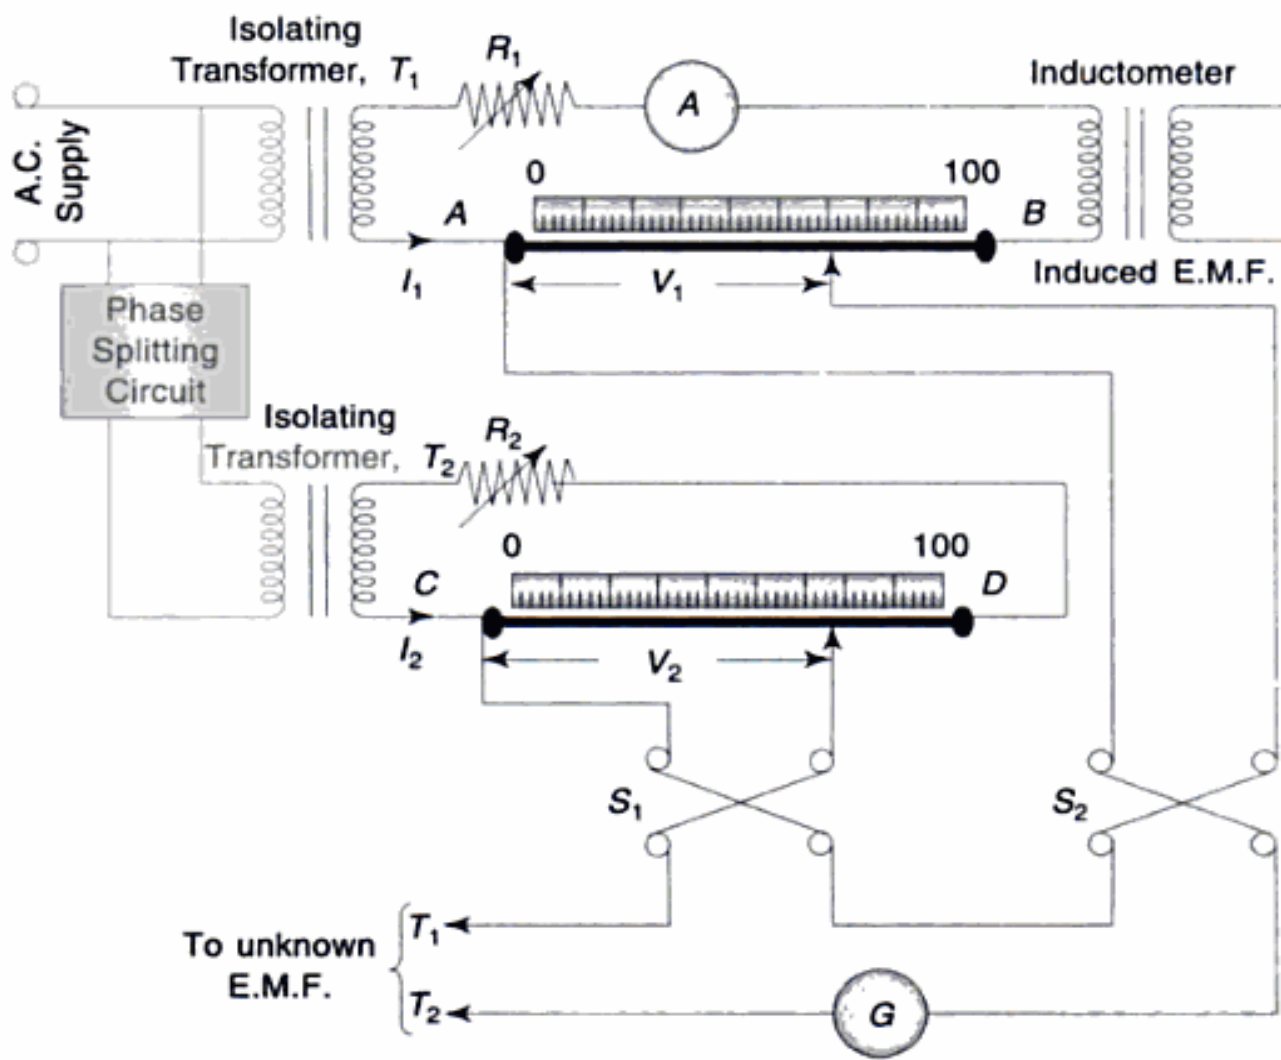 Isolating
Transformer, T1
R1
A
Inductometer
A.C.
Supply
0
100
A
B
I1
V1
Induced E.M.F.
Phase
Splitting
Circuit
Isolating
Transformer, T2
R2
0
100
C
D
I2
V2
S1
S2
To unknown
E.M.F.
T1
T2
G